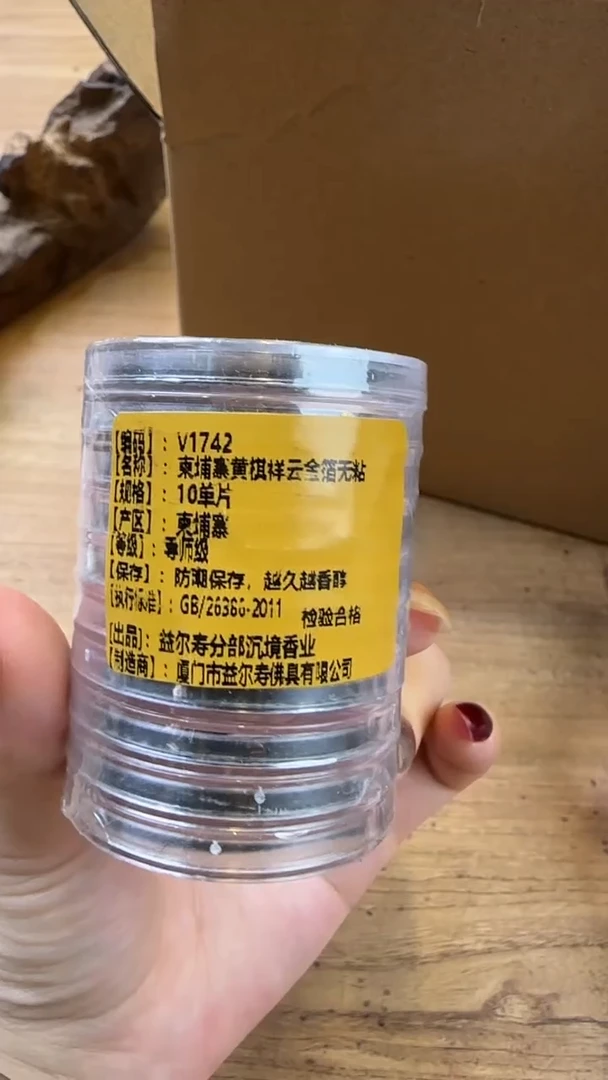 【编码】：V1742
【名称】：柬埔寨黄棋祥云金箔无粘
【规格】：10单片
【产区】：柬埔寨
【等级】：尊师级
【保存】：防潮保存，越久越香醇
【执行标准】：GB/26386-2011 检验合格
[出品]：益尔寿分部沉境香业
【制造商】：厦门市益尔寿佛具有限公司